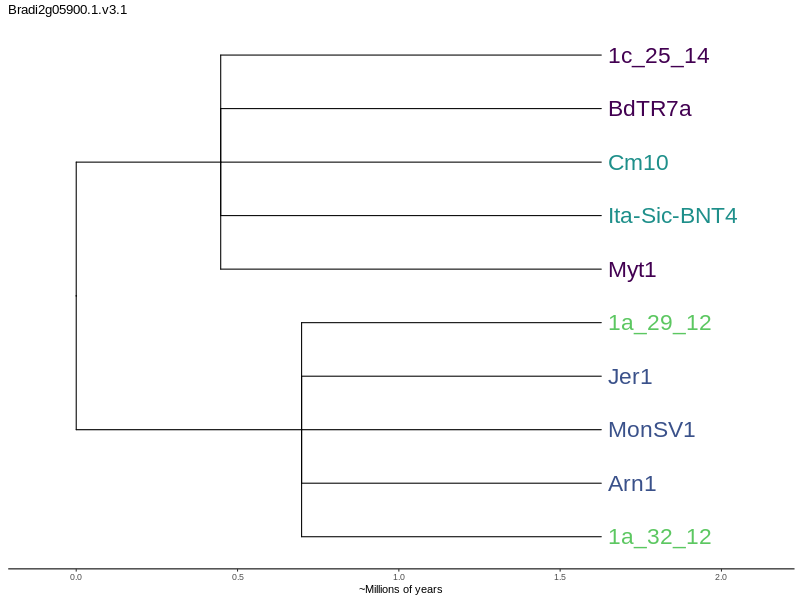 Bradi2g05900.1.v3.1
1c_25_14
BdTR7a
Cm10
Ita-Sic-BNT4
Myt1
1a_29_12
Jer1
MonSV1
Arn1
1a_32_12
0.0 0.5 1.0 1.5 2.0
~Millions of years